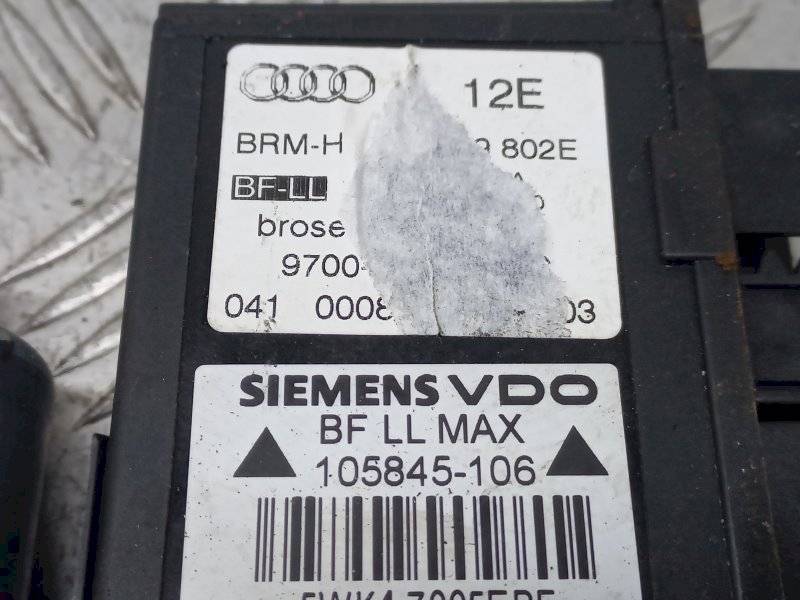 12E
BRM-H 802E
BF-LL
brose
9700
041 0008 03
SIEMENS VDO
BF LL MAX
105845-106